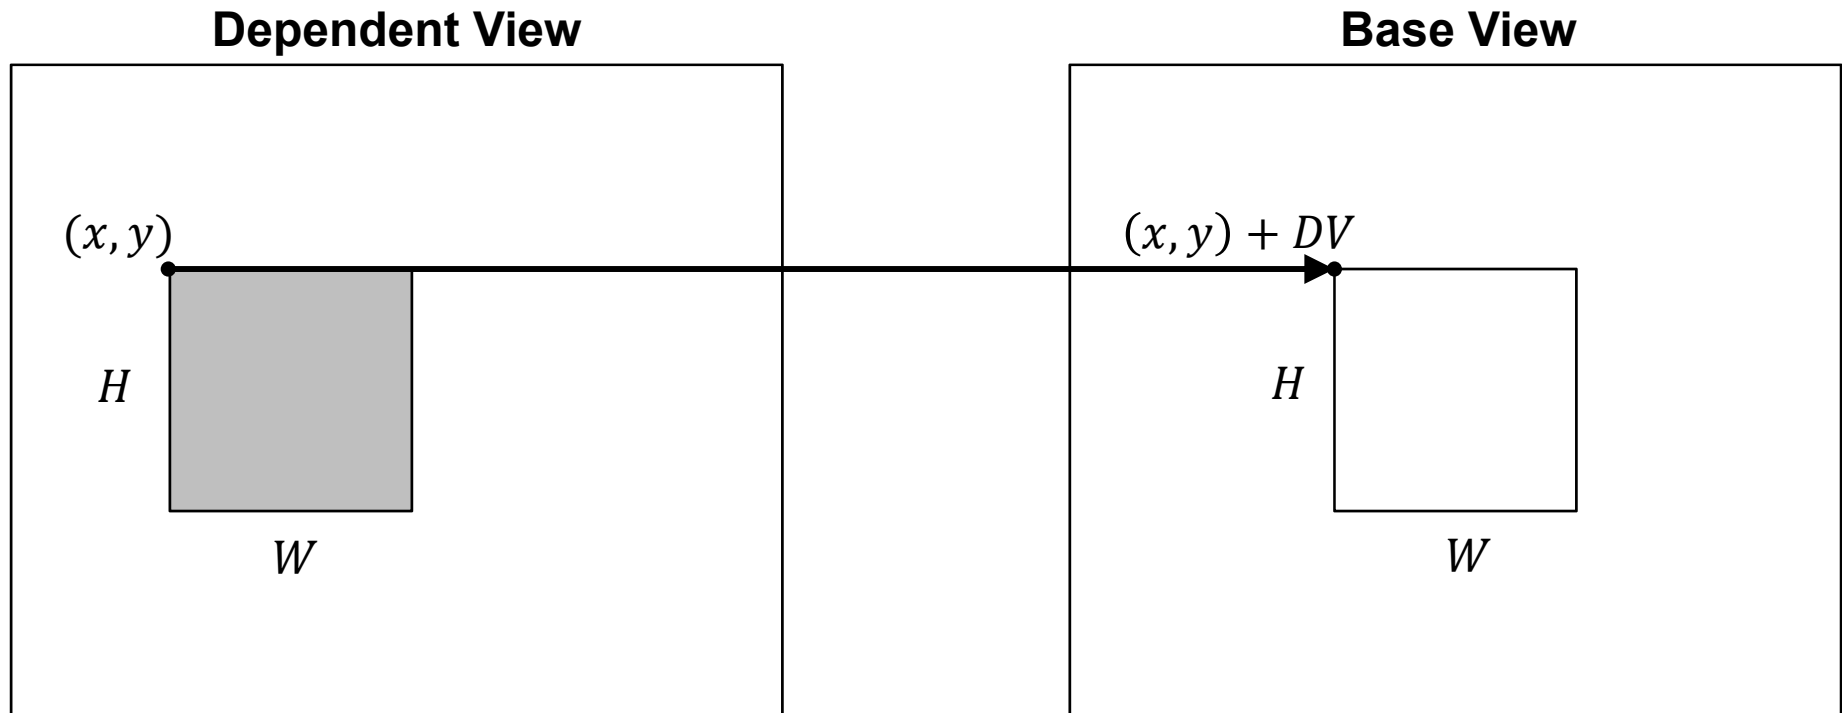 Dependent View
Base View
(x, y)
(x, y) + DV
H
H
W
W